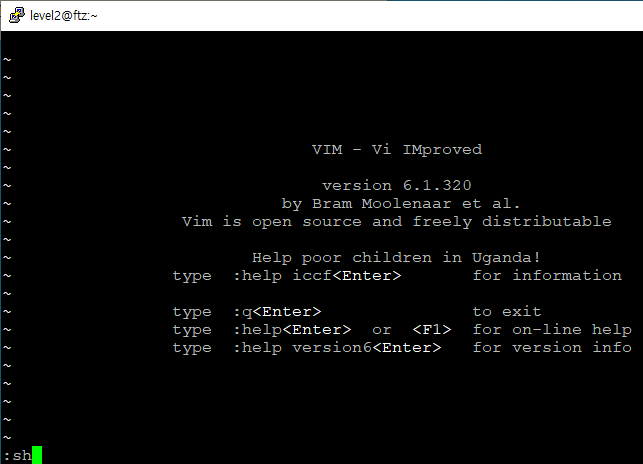 level2@ftz:~
~
~
~
~
~
~ VIM - Vi IMproved
~
~ version 6.1.320
~ by Bram Moolenaar et al.
~ Vim is open source and freely distributable
~
~ Help poor children in Uganda!
~ type :help iccf<Enter> for information
~
~ type :q<Enter> to exit
~ type :help<Enter> or <F1> for on-line help
~ type :help version6<Enter> for version info
~
~
~
~
~
:sh